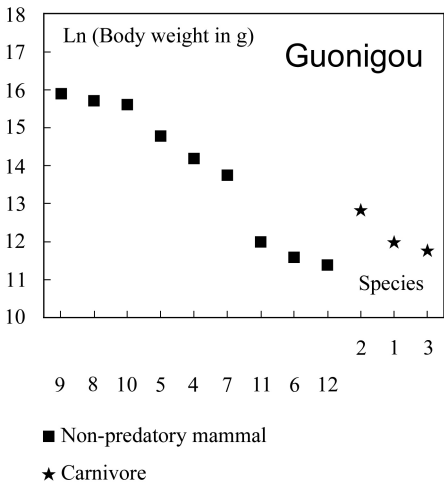 18
Ln (Body weight in g)
Guonigou
17
16
15
14
13
12
11
Species
10
2 1 3
9 8 10 5 4 7 11 6 12
Non-predatory mammal
Carnivore